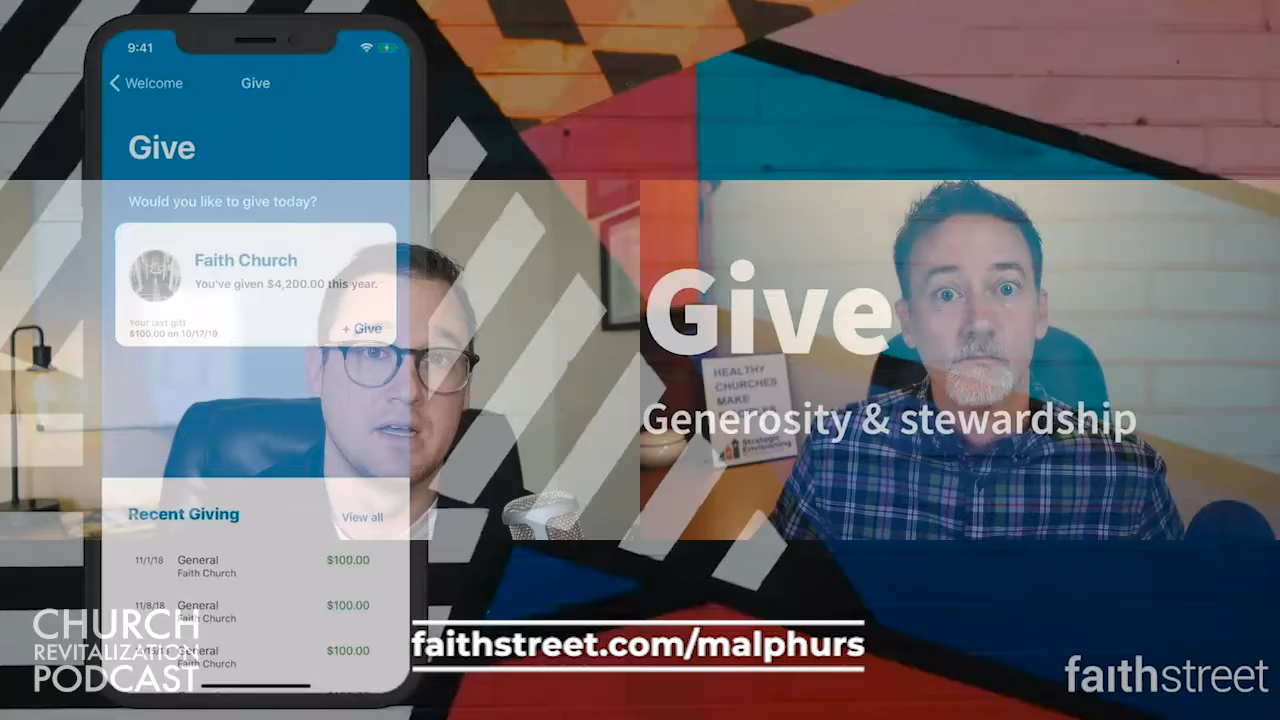 9:41
Welcome
Give
Give
Would you like to give today?
Faith Church
You've given $4,200.00 this year.
Your last gift
$100.00 on 10/17/19
+ Give
Give
Generosity & stewardship
HEALTHY
CHURCHES
MAKE
Strategic
Envisioning
Recent Giving
View all
11/1/18 General $100.00
Faith Church
11/8/18 General $100.00
Faith Church
General $100.00
Faith Church
CHURCH
REVITALIZATION
PODCAST
faithstreet.com/malphurs
faithstreet